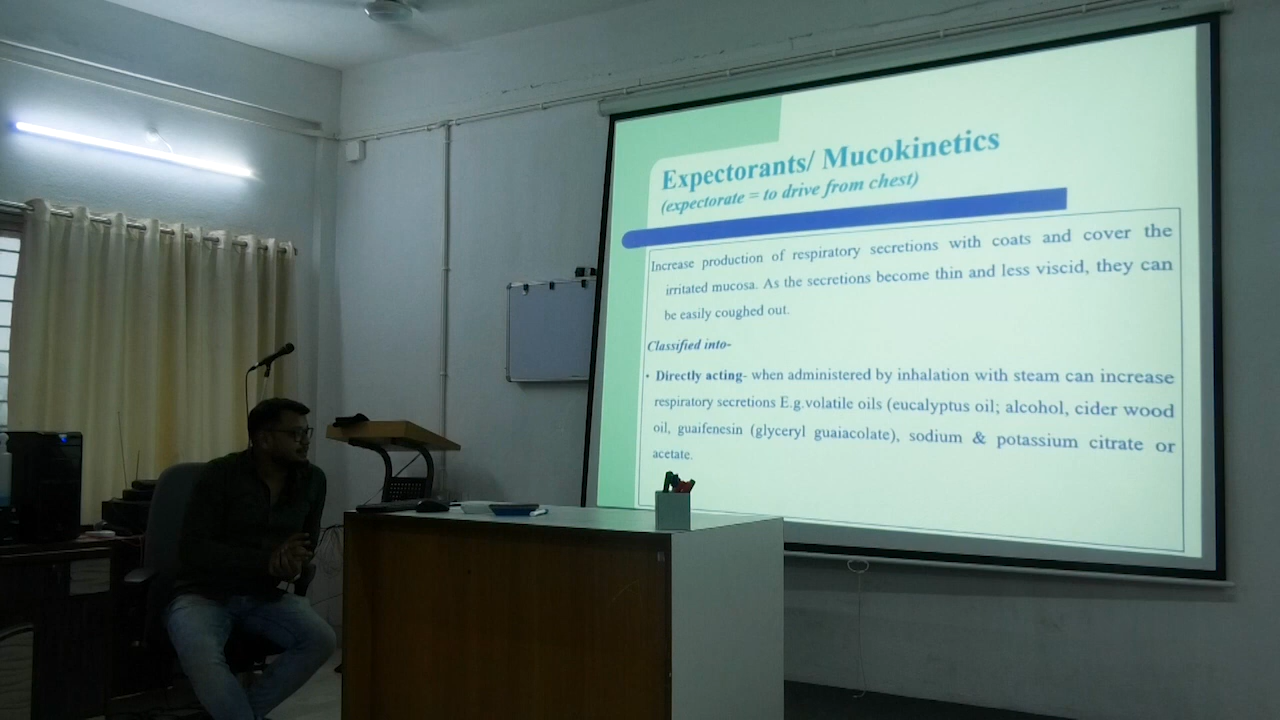 Expectorants/ Mucokinetics
(expectorate = to drive from chest)
Increase production of respiratory secretions with coats and cover the
irritated mucosa. As the secretions become thin and less viscid, they can
be easily coughed out.
Classified into-
• Directly acting- when administered by inhalation with steam can increase
respiratory secretions E.g.volatile oils (eucalyptus oil; alcohol, cider wood
oil, guaifenesin (glyceryl guaiacolate), sodium & potassium citrate or
acetate.